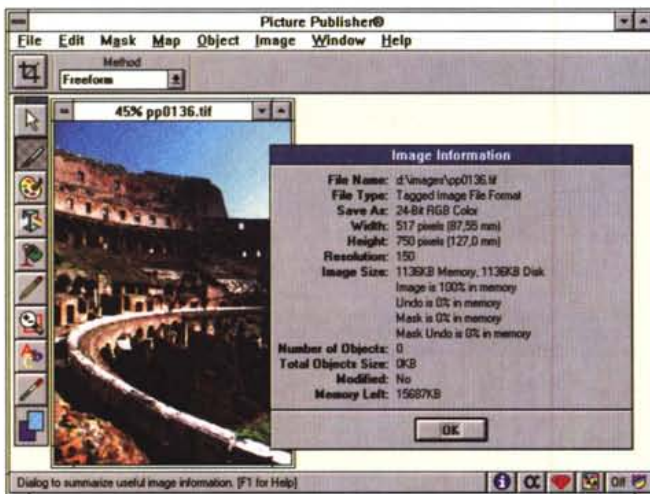 Picture Publisher®
File Edit Mask Map Object Image Window Help
Method
Freeform
45% pp0136.tif
Image Information
File Name: d:\images\pp0136.tif
File Type: Tagged Image File Format
Save As: 24-Bit RGB Color
Width: 517 pixels (87,55 mm)
Height: 750 pixels (127,0 mm)
Resolution: 150
Image Size: 1136KB Memory, 1136KB Disk
Image is 100% in memory
Undo is 0% in memory
Mask is 0% in memory
Mask Undo is 0% in memory
Number of Objects: 0
Total Objects Size: 0KB
Modified: No
Memory Left: 15687KB
OK
Dialog to summarize useful image information. (F1 for Help)
Off